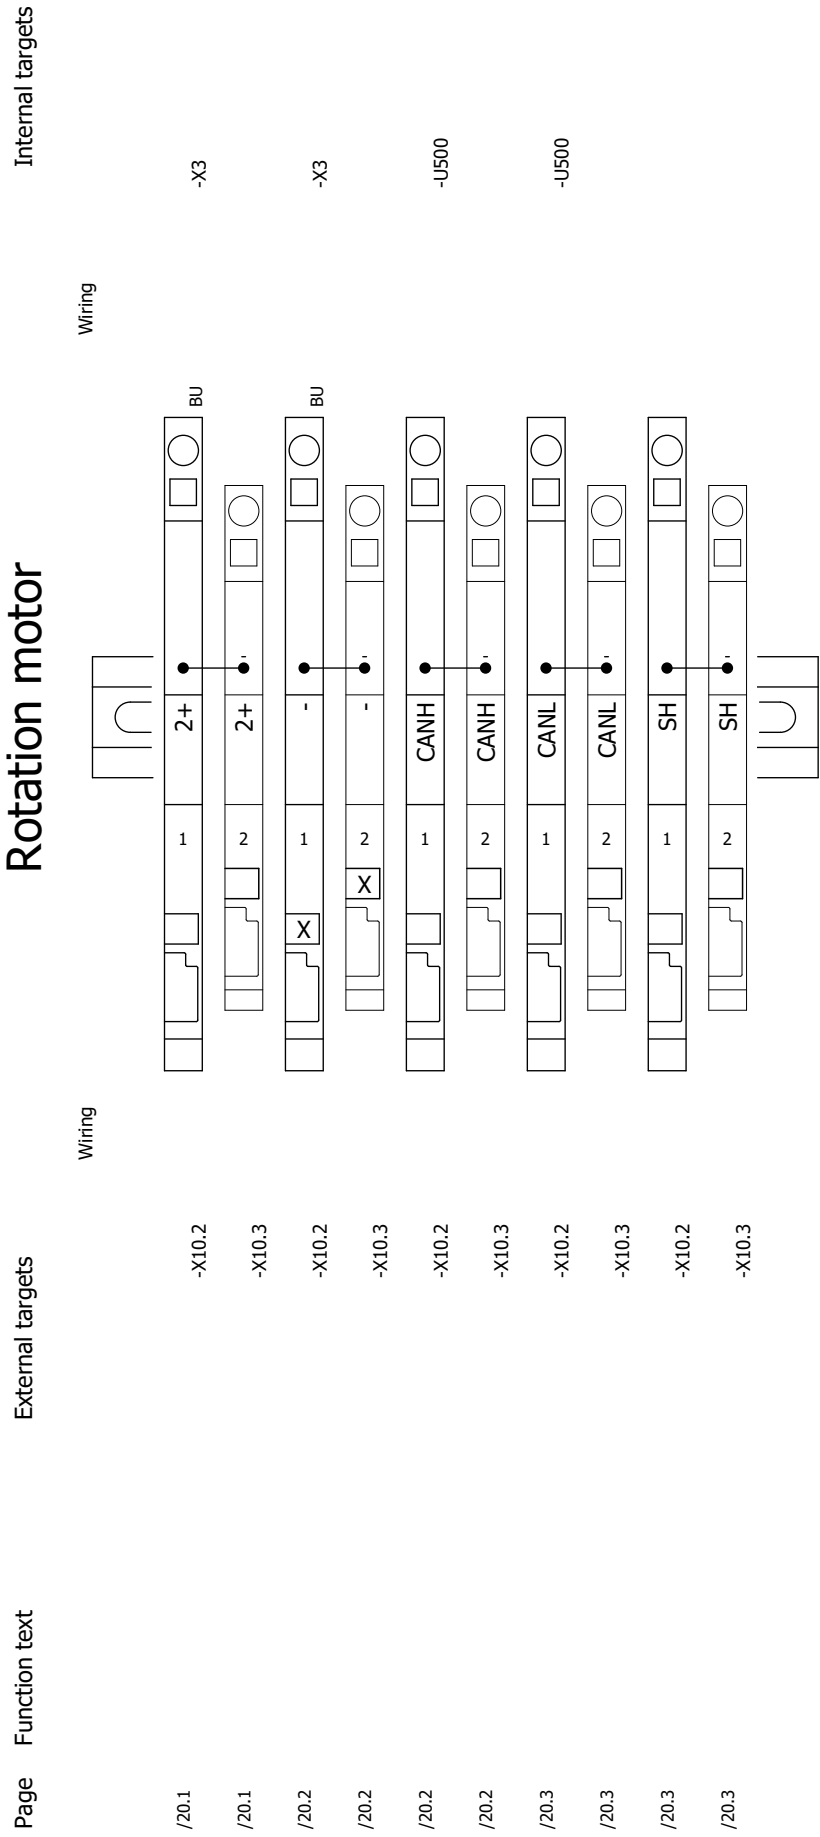 Page Function text External targets Rotation motor Internal targets
Wiring Wiring
/20.1 -X10.2 1 2+ BU -X3
/20.1 -X10.3 2 2+ -
/20.2 -X10.2 X 1 - BU -X3
/20.2 -X10.3 X 2 - -
/20.2 -X10.2 1 CANH -U500
/20.2 -X10.3 2 CANH -
/20.3 -X10.2 1 CANL -U500
/20.3 -X10.3 2 CANL -
/20.3 -X10.2 1 SH
/20.3 -X10.3 2 SH -